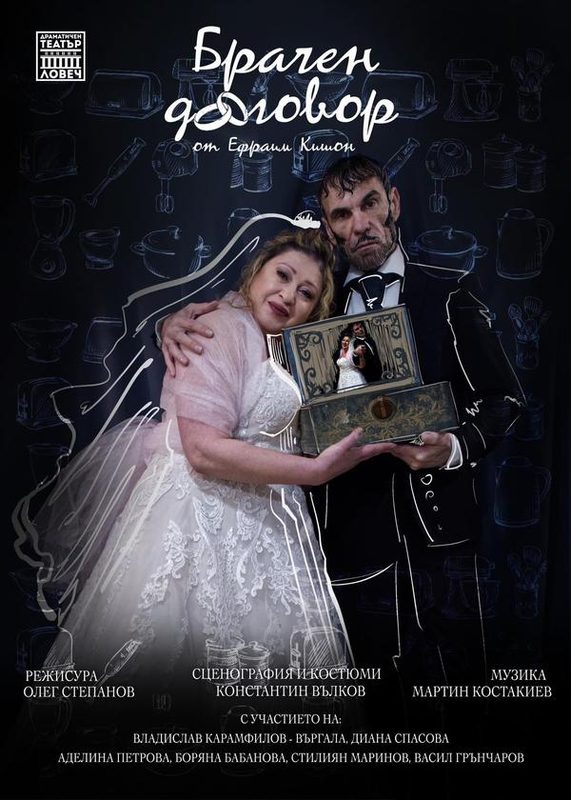 ДРАМАТИЧЕН
ТЕАТЪР
ЛОВЕЧ
Брачен
договор
от Ефраим Кишон
РЕЖИСУРА
ОЛЕГ СТЕПАНОВ
СЦЕНОГРАФИЯ И КОСТЮМИ
КОНСТАНТИН ВЪЛКОВ
МУЗИКА
МАРТИН КОСТАКИЕВ
С УЧАСТИЕТО НА:
ВЛАДИСЛАВ КАРАМФИЛОВ - ВЪРГАЛА, ДИАНА СПАСОВА
АДЕЛИНА ПЕТРОВА, БОРЯНА БАБАНОВА, СТИЛИЯН МАРИНОВ, ВАСИЛ ГРЪНЧАРОВ